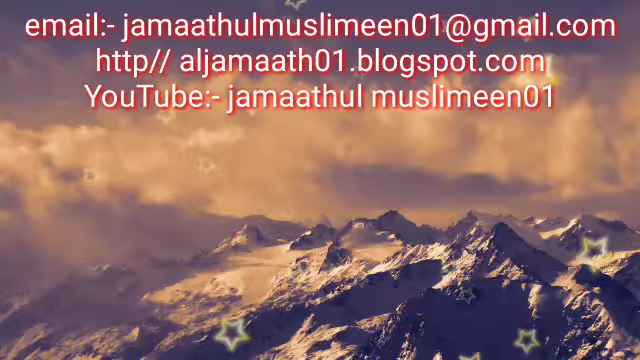 email:- jamaathulmuslimeen01@gmail.com
http// aljamaath01.blogspot.com
YouTube:- jamaathul muslimeen01